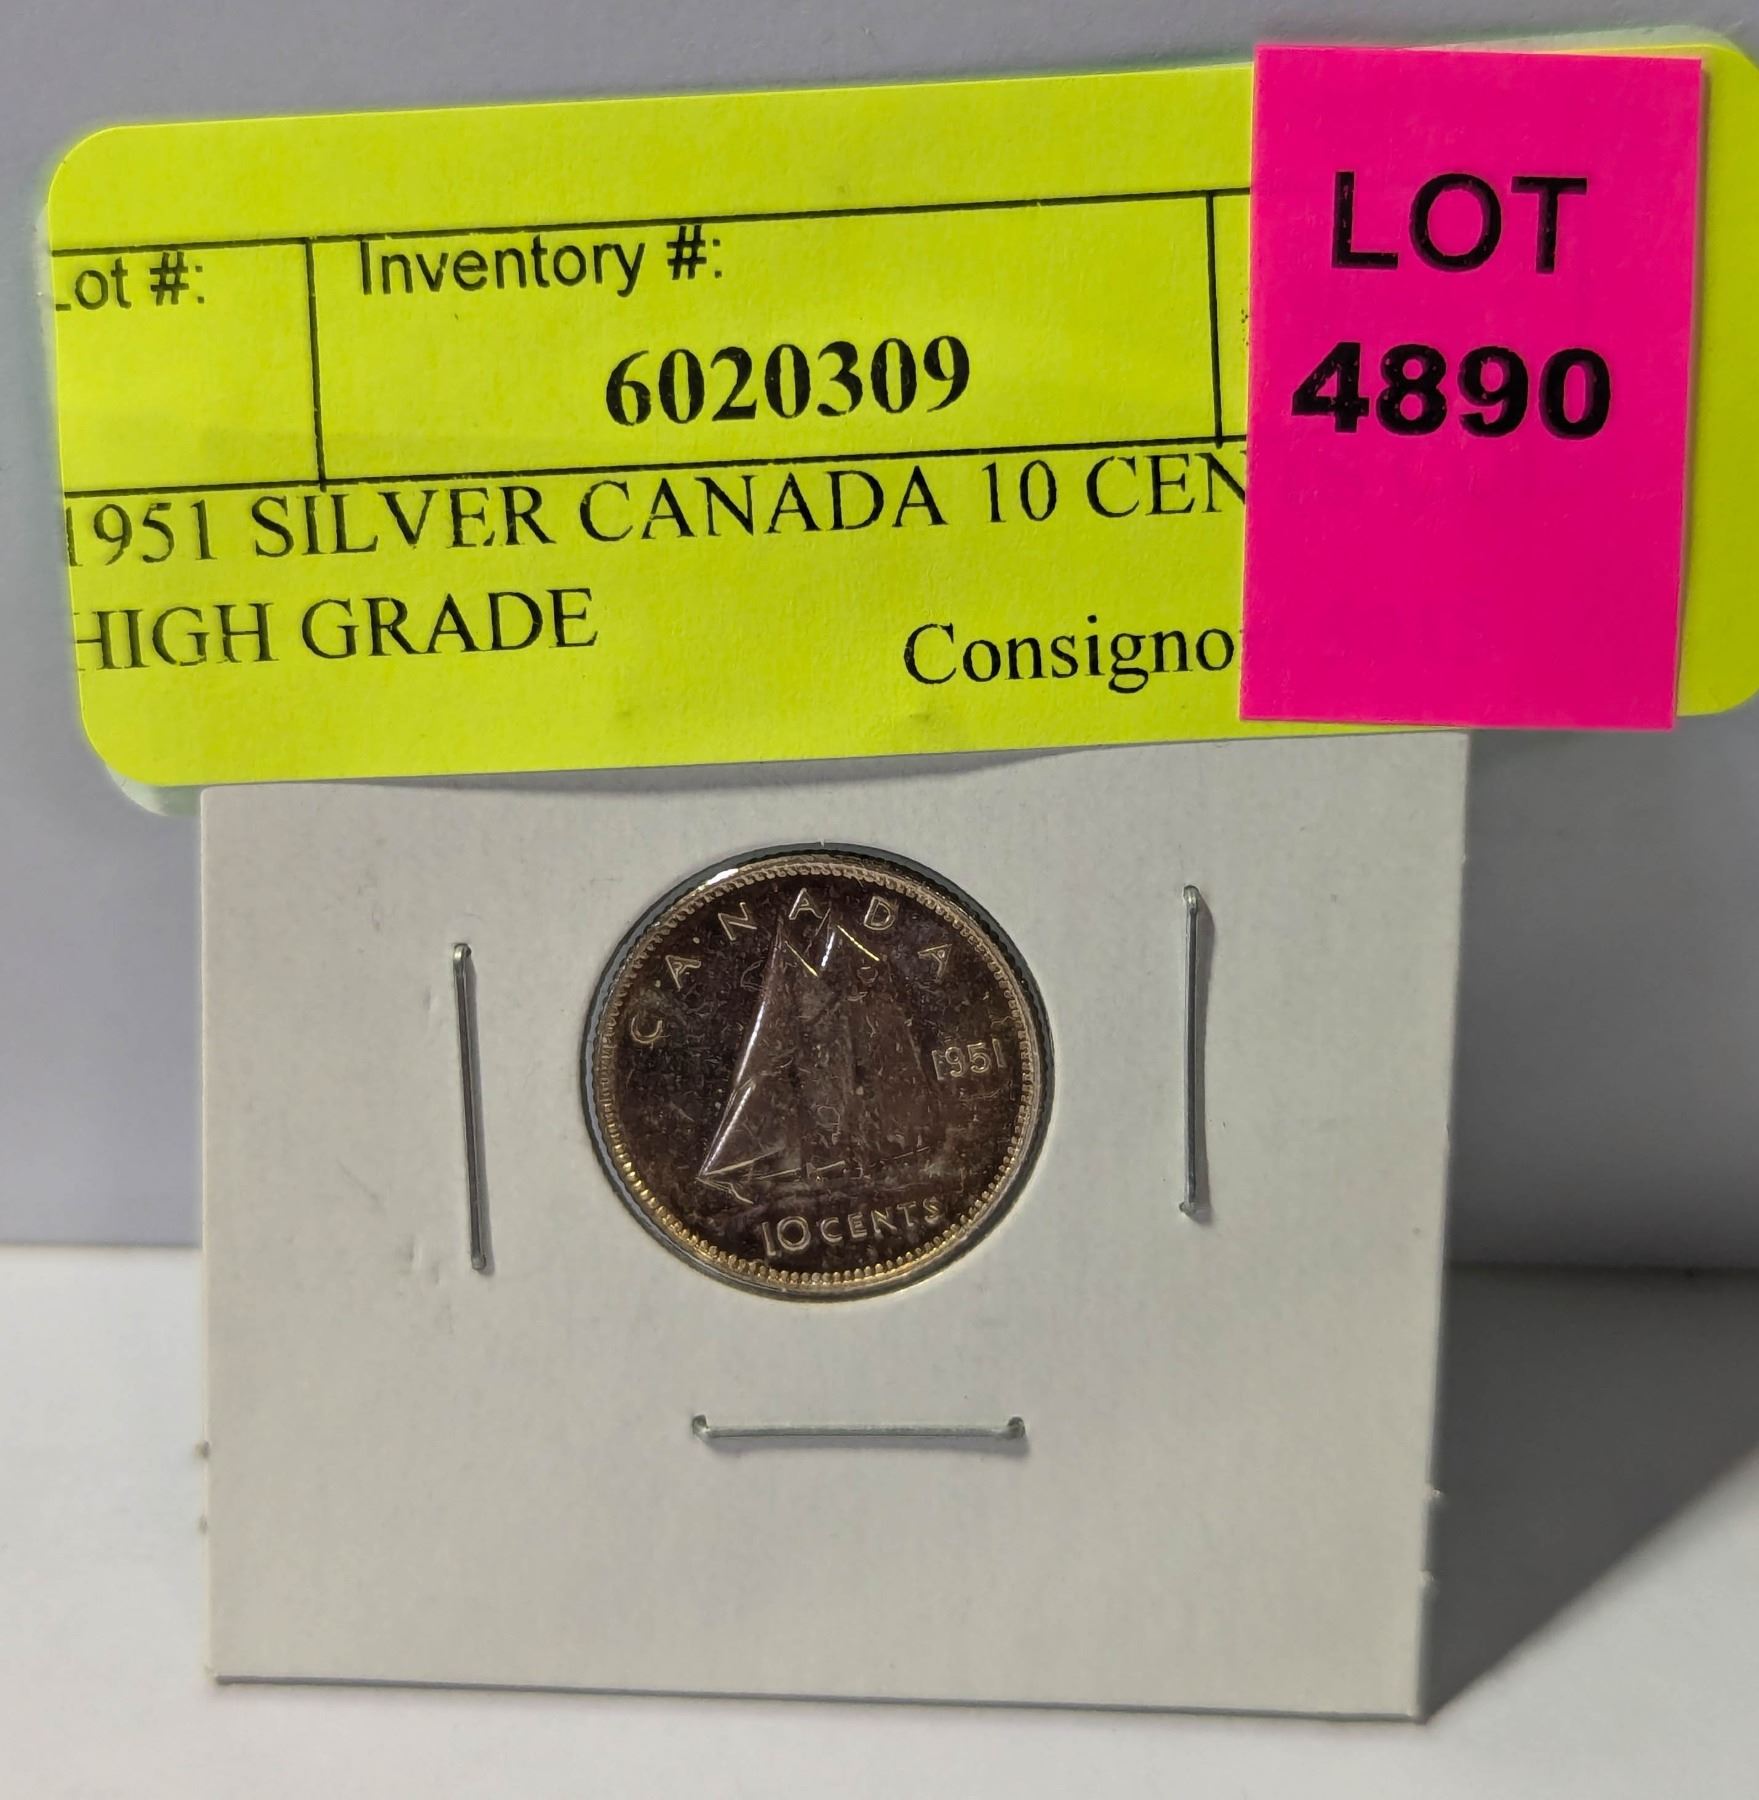 Lot #:
Inventory #:
6020309
LOT
4890
1951 SILVER CANADA 10 CEN
HIGH GRADE
Consigno
CANADA
1951
10 CENTS